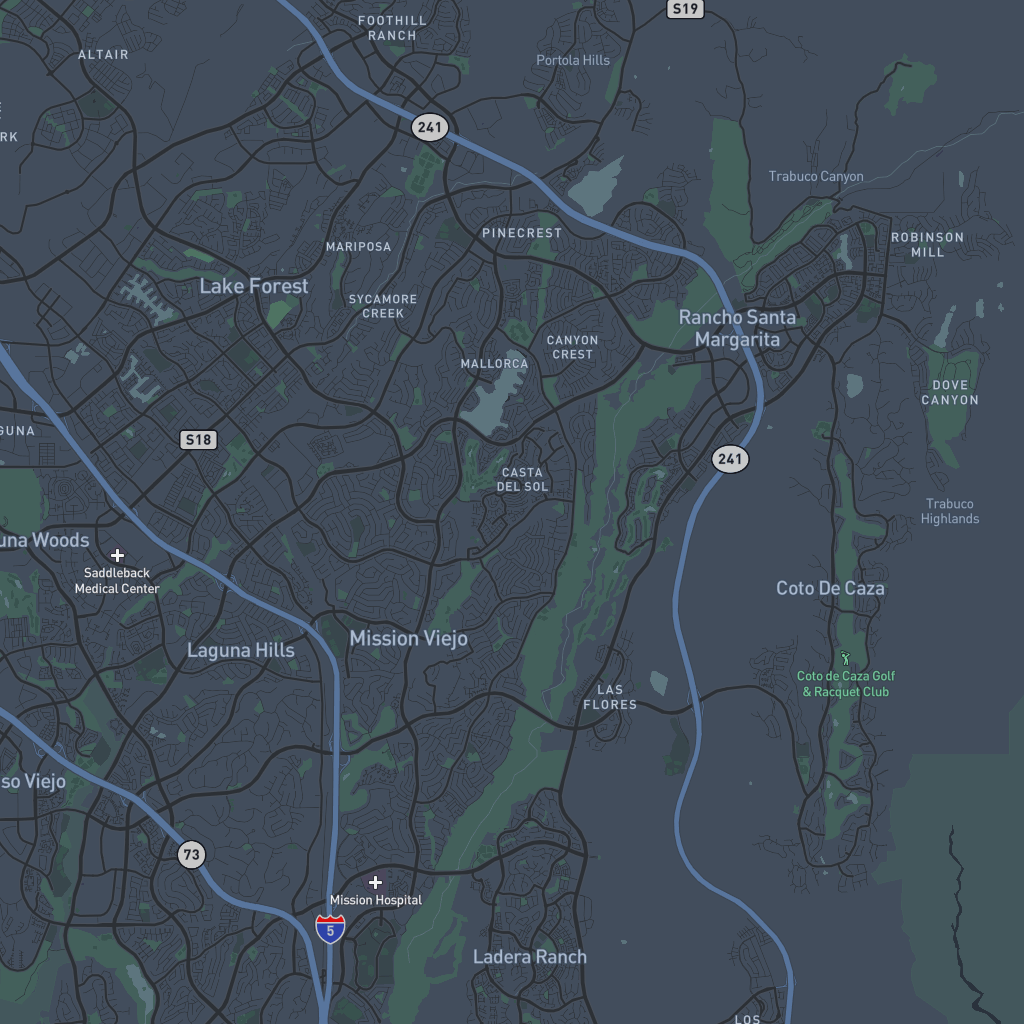 S19
FOOTHILL
RANCH
ALTAIR
Portola Hills
RK
241
Trabuco Canyon
PINECREST
ROBINSON
MILL
MARIPOSA
Lake Forest
SYCAMORE
CREEK
Rancho Santa
Margarita
CANYON
CREST
MALLORCA
DOVE
CANYON
GUNA
S18
241
CASTA
DEL SOL
Trabuco
Highlands
una Woods
Saddleback
Medical Center
Coto De Caza
Mission Viejo
Laguna Hills
Coto de Caza Golf
& Racquet Club
LAS
FLORES
so Viejo
73
Mission Hospital
5
Ladera Ranch
LOS